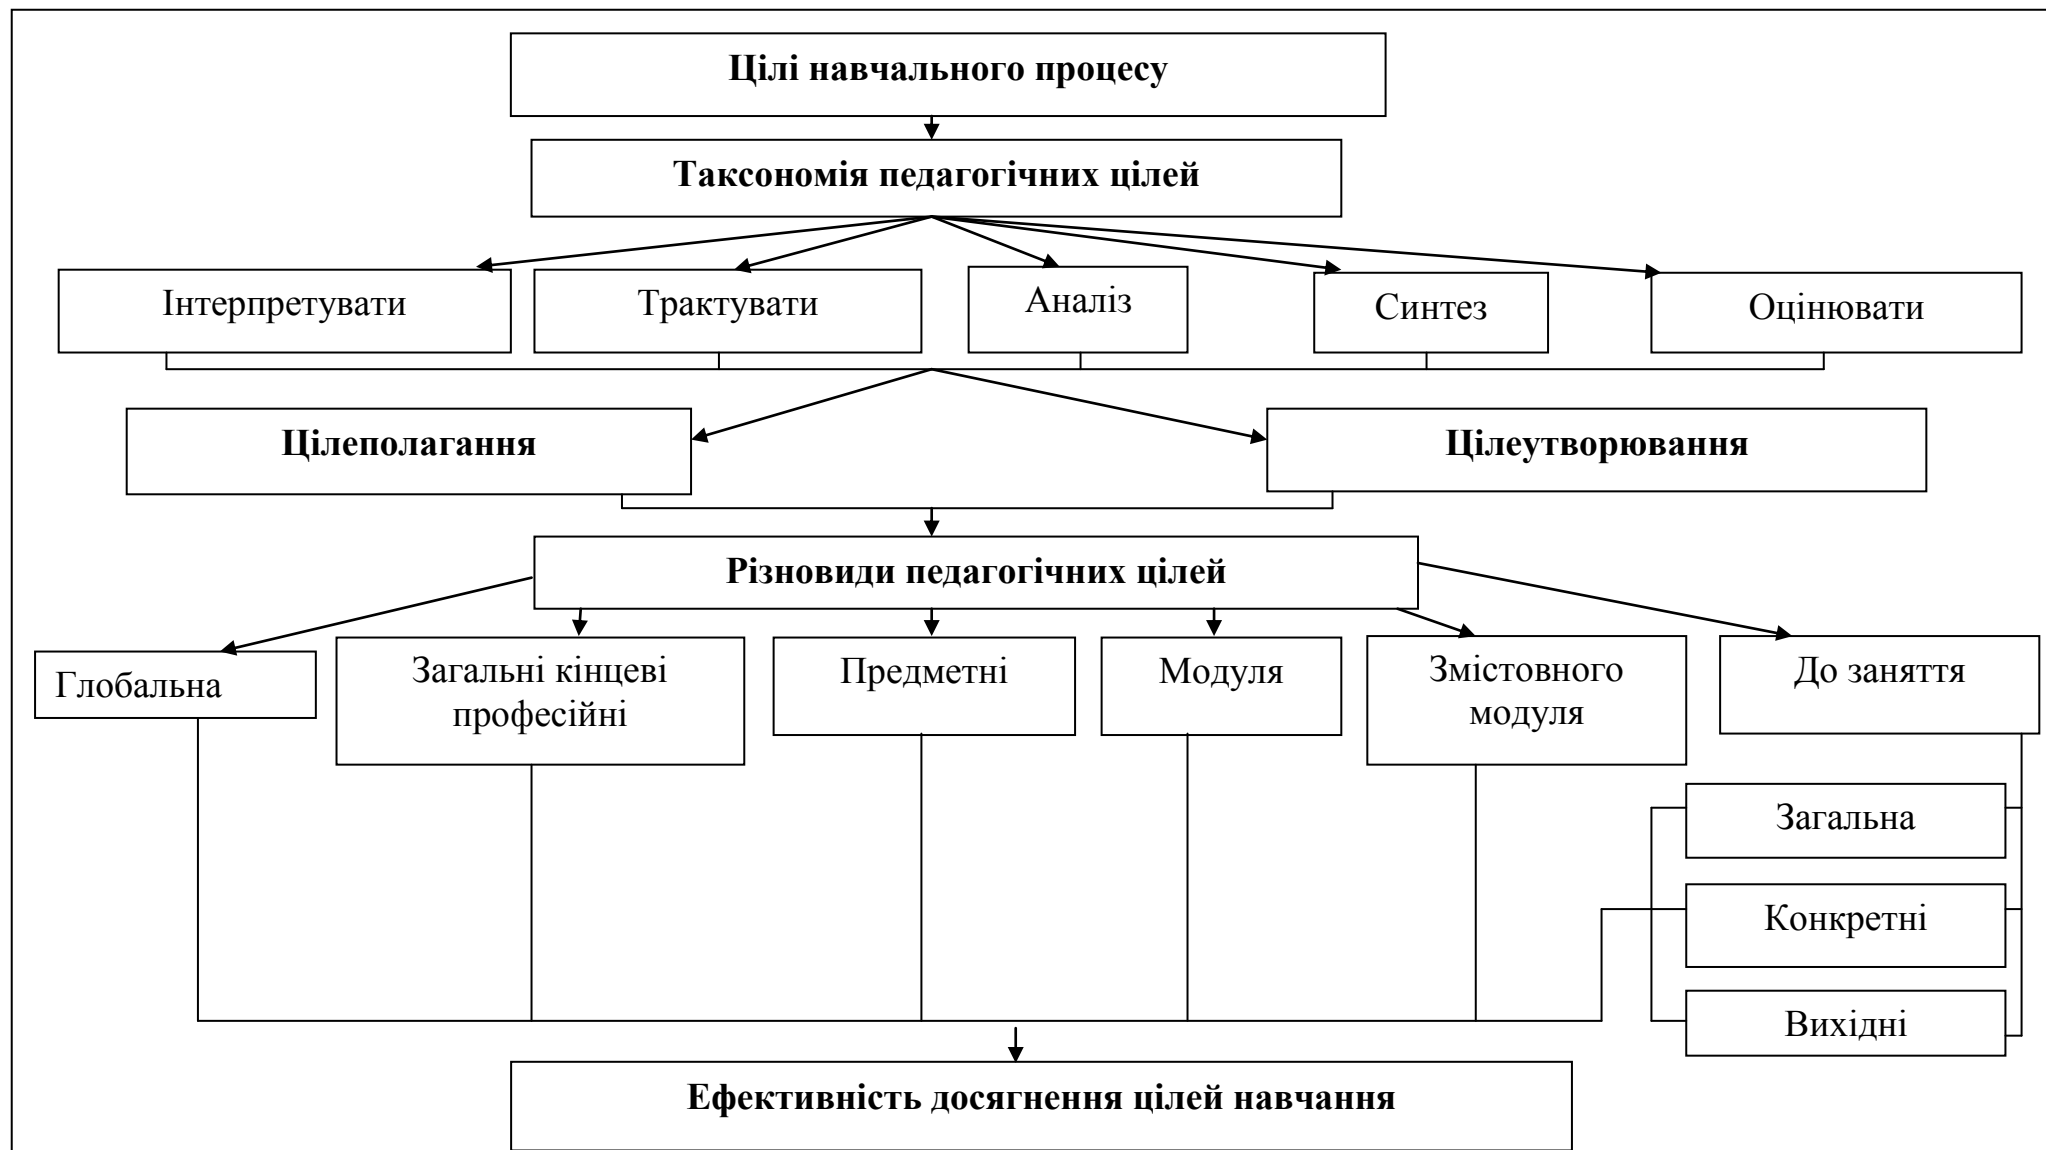 Цілі навчального процесу
Таксономія педагогічних цілей
Інтерпретувати
Трактувати
Аналіз
Синтез
Оцінювати
Цілеполагання
Цілеутворювання
Різновиди педагогічних цілей
Глобальна
Загальні кінцеві
професійні
Предметні
Модуля
Змістовного
модуля
До заняття
Загальна
Конкретні
Вихідні
Ефективність досягнення цілей навчання